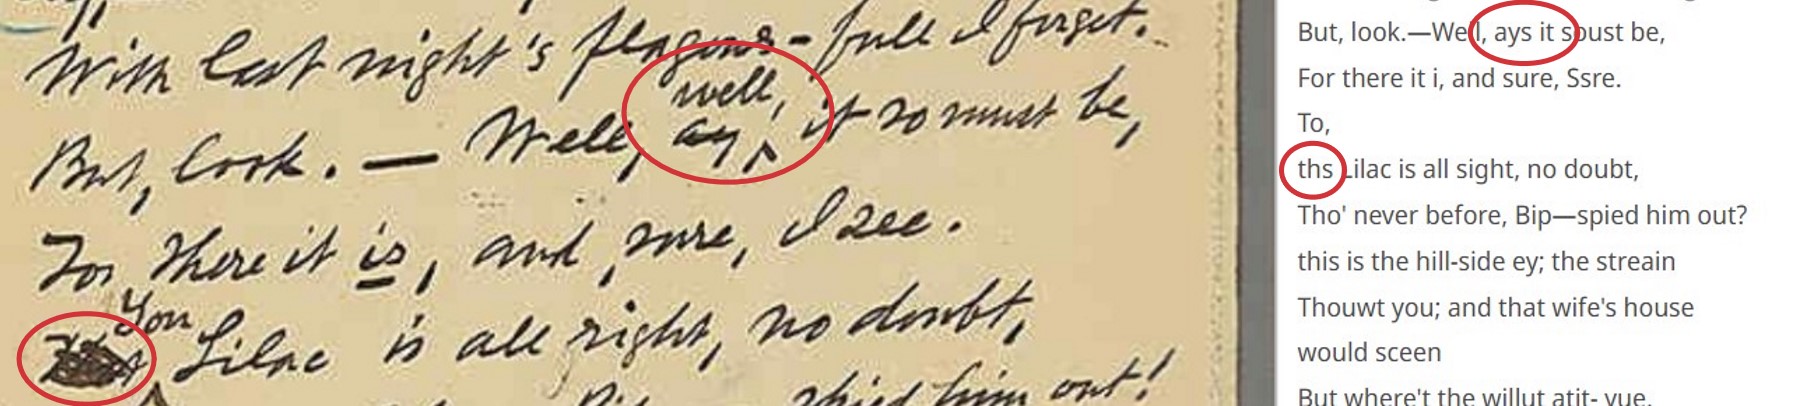 With last night's flagons-full I forget.
well,
But, look. — Well, ay, it so must be,
For there it is, and, sure, I see.
You
Lilac is all right, no doubt,
spied him out!
But, look.—Well, ays it soust be,
For there it i, and sure, Ssre.
To,
ths Lilac is all sight, no doubt,
Tho' never before, Bip—spied him out?
this is the hill-side ey; the streain
Thouwt you; and that wife's house
would sceen
But where't the willut atit- vue.